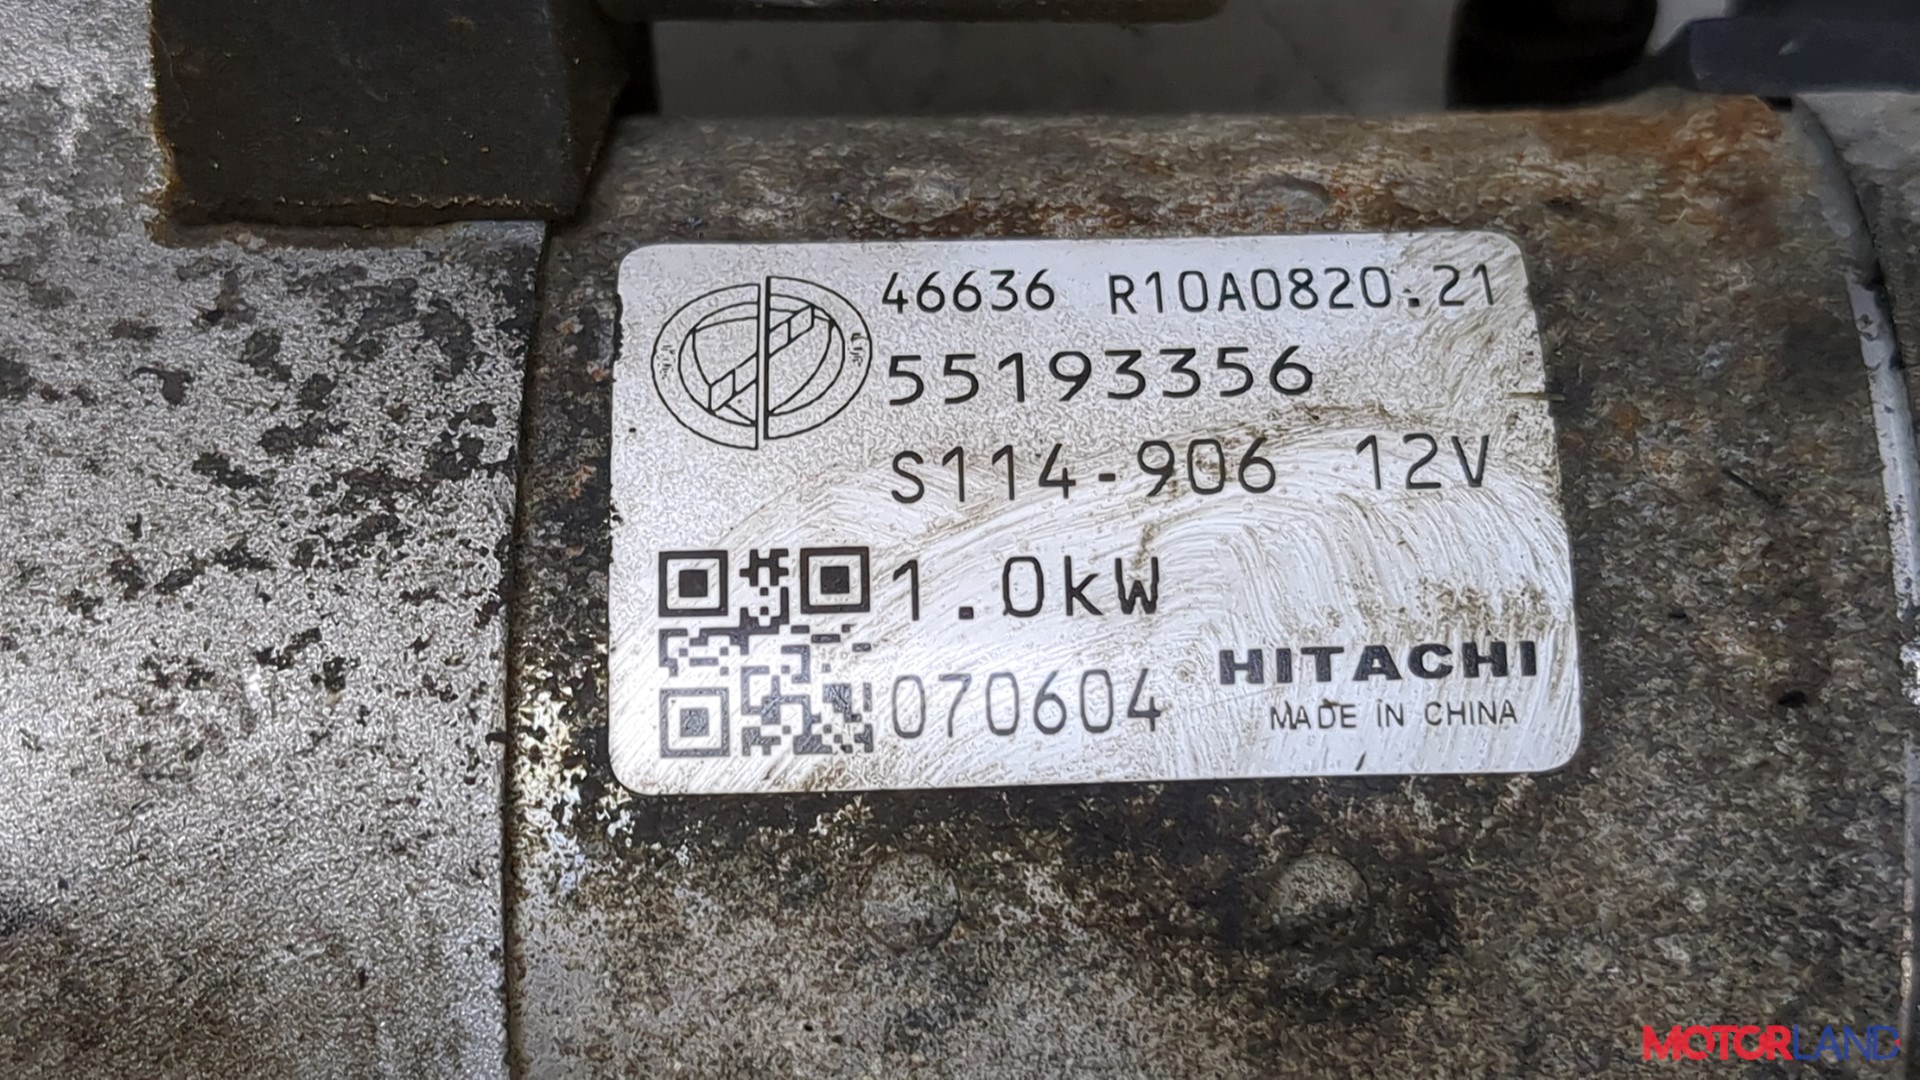 46636 R10A0820.21
55193356
S114-906 12V
1.0kW
070604
HITACHI
MADE IN CHINA
MOTORLAND